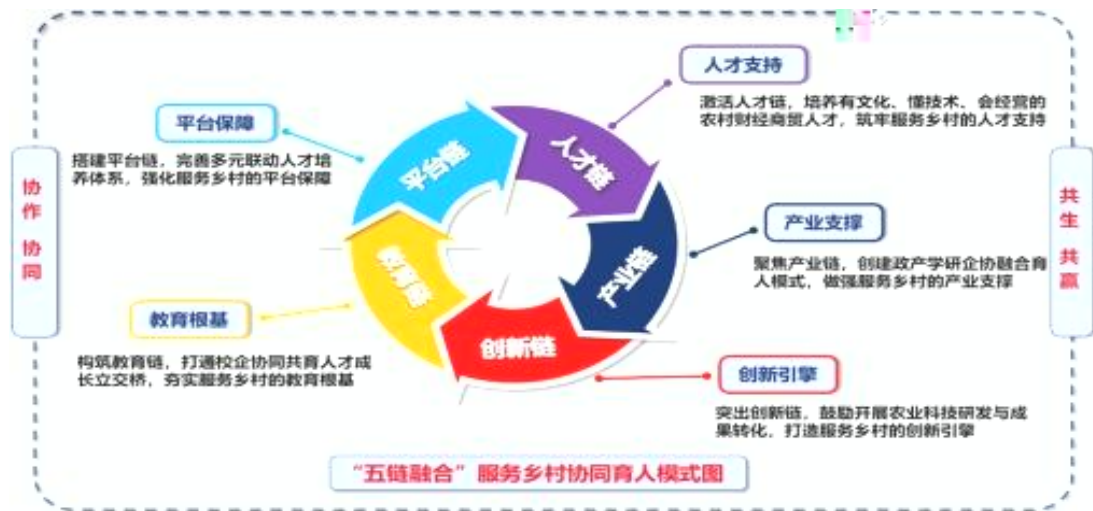 人才支持
激活人才链，培养有文化、懂技术、会经营的
农村财经商贸人才，筑牢服务乡村的人才支持
平台保障
搭建平台链，完善多元联动人才培
养体系，强化服务乡村的平台保障
平台链
人才链
协作 协同
共生 共赢
产业支撑
聚焦产业链，创建政产学研企协融合育
人模式，做强服务乡村的产业支撑
教育链
产业链
创新链
教育根基
构筑教育链，打通校企协同共育人才成
长立交桥，夯实服务乡村的教育根基
创新引擎
突出创新链，鼓励开展农业科技研发与成
果转化，打造服务乡村的创新引擎
“五链融合”服务乡村协同育人模式图